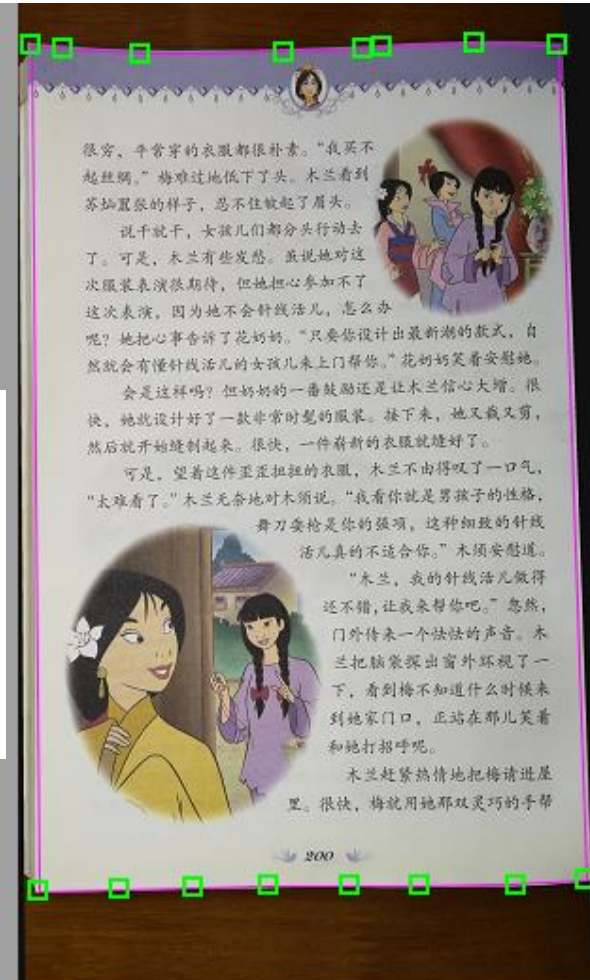 很穷，平常穿的衣服都很朴素。“我买不
起丝绸。”梅难过地低下了头。木兰看到
苏灿嚣张的样子，忍不住皱起了眉头。
说干就干，女孩儿们都分头行动去
了。可是，木兰有些发愁。虽说她对这
次服装表演很期待，但她担心参加不了
这次表演，因为她不会针线活儿，怎么办
呢？她把心事告诉了花奶奶。“只要你设计出最新潮的款式，自
然就会有懂针线活儿的女孩儿来上门帮你。”花奶奶笑着安慰她。
会是这样吗？但奶奶的一番鼓励还是让木兰信心大增。很
快，她就设计好了一款非常时髦的服装。接下来，她又裁又剪，
然后就开始缝制起来。很快，一件崭新的衣服就缝好了。
可是，望着这件歪歪扭扭的衣服，木兰不由得叹了一口气，
“太难看了。”木兰无奈地对木须说。“我看你就是男孩子的性格，
舞刀耍枪是你的强项，这种细致的针线
活儿真的不适合你。”木须安慰道。
“木兰，我的针线活儿做得
还不错，让我来帮你吧。”忽然，
门外传来一个怯怯的声音。木
兰把脑袋探出窗外环视了一
下，看到梅不知道什么时候来
到她家门口，正站在那儿笑着
和她打招呼呢。
木兰赶紧热情地把梅请进屋
里。很快，梅就用她那双灵巧的手帮
200